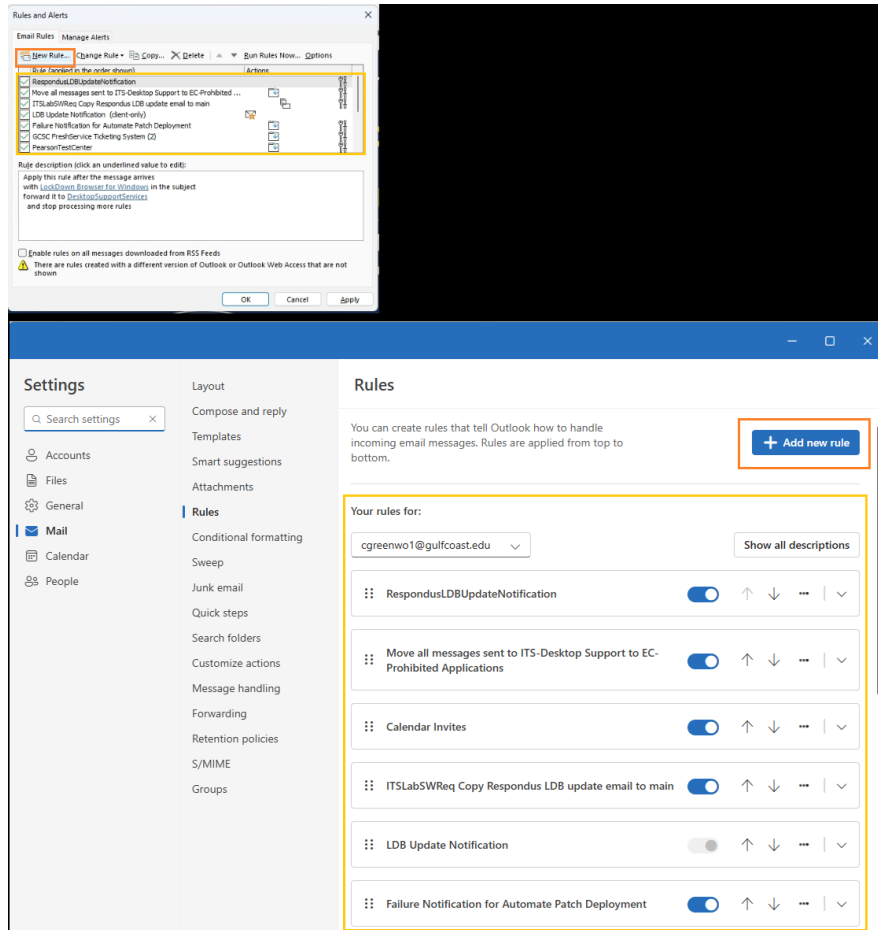 Rules and Alerts
Email Rules Manage Alerts
New Rule... Change Rule Copy... Delete Run Rules Now... Options
Rule (applied in the order shown) Actions
RespondusLDBUpdateNotification
Move all messages sent to ITS-Desktop Support to EC-Prohibited ...
ITSLabSWReq Copy Respondus LDB update email to main
LDB Update Notification (client-only)
Failure Notification for Automate Patch Deployment
GCSC FreshService Ticketing System (2)
PearsonTestCenter
Rule description (click an underlined value to edit):
Apply this rule after the message arrives
with LockDown Browser for Windows in the subject
forward it to DesktopSupportServices
and stop processing more rules
Enable rules on all messages downloaded from RSS Feeds
There are rules created with a different version of Outlook or Outlook Web Access that are not
shown
OK Cancel Apply
Settings
Search settings
Accounts
Files
General
Mail
Calendar
People
Layout
Compose and reply
Templates
Smart suggestions
Attachments
Rules
Conditional formatting
Sweep
Junk email
Quick steps
Search folders
Customize actions
Message handling
Forwarding
Retention policies
S/MIME
Groups
Rules
You can create rules that tell Outlook how to handle
incoming email messages. Rules are applied from top to
bottom.
Add new rule
Your rules for:
cgreenwo1@gulfcoast.edu
Show all descriptions
RespondusLDBUpdateNotification
Move all messages sent to ITS-Desktop Support to EC-
Prohibited Applications
Calendar Invites
ITSLabSWReq Copy Respondus LDB update email to main
LDB Update Notification
Failure Notification for Automate Patch Deployment